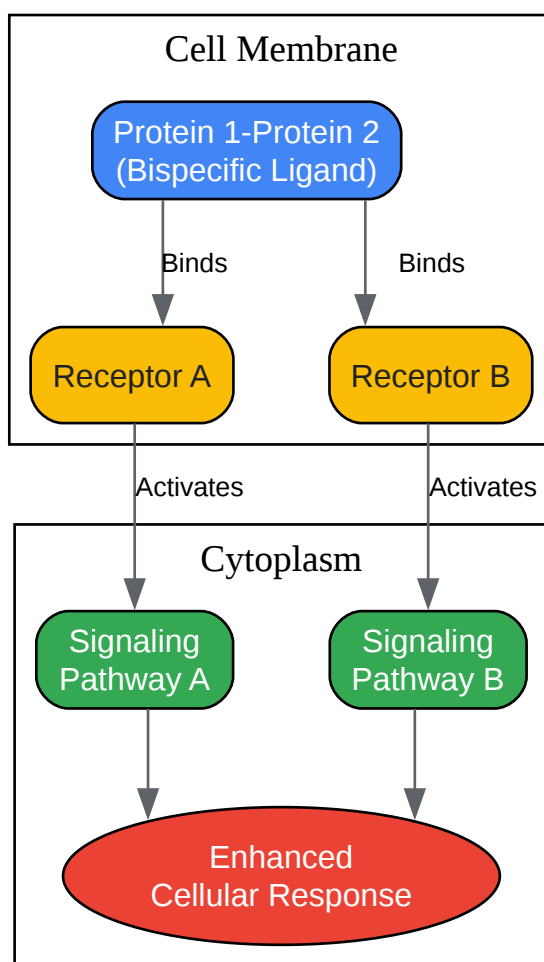 Cell Membrane
Protein 1-Protein 2
(Bispecific Ligand)
Binds
Binds
Receptor A
Receptor B
Activates
Activates
Cytoplasm
Signaling
Pathway A
Signaling
Pathway B
Enhanced
Cellular Response